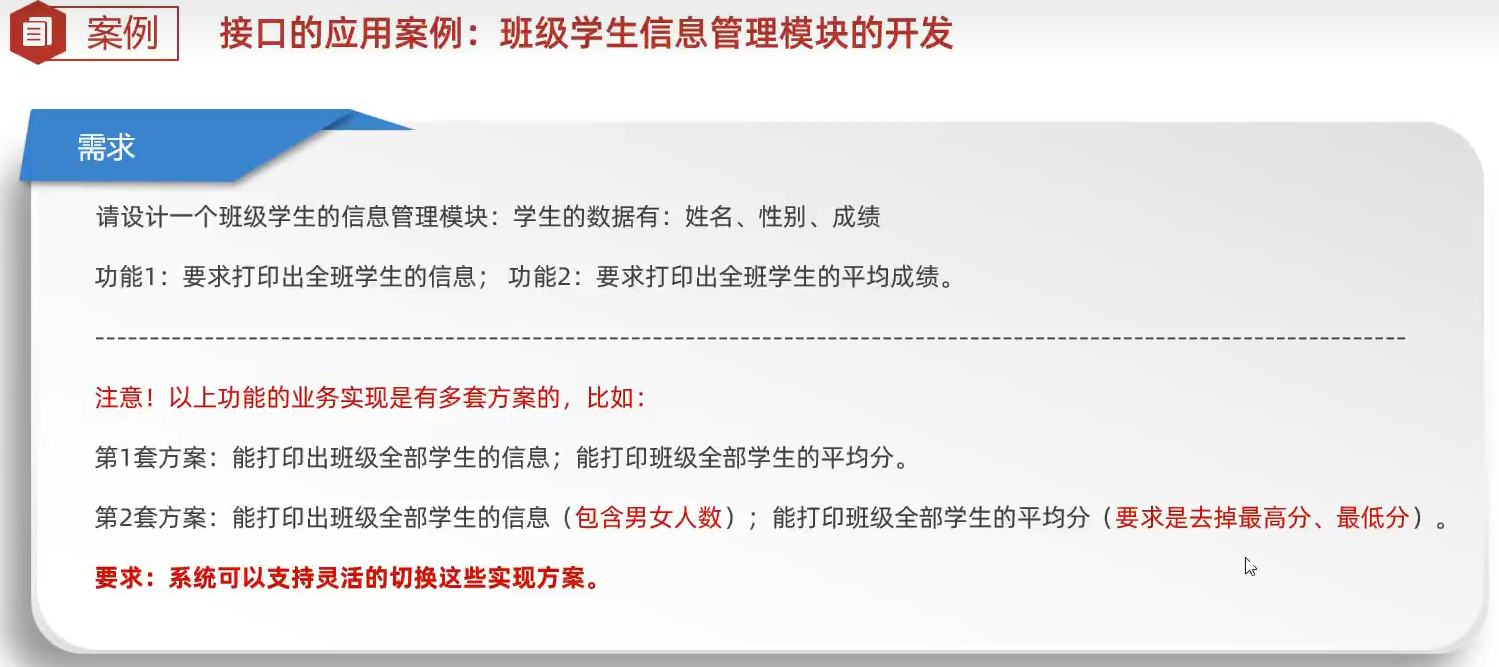 案例
接口的应用案例：班级学生信息管理模块的开发
需求
请设计一个班级学生的信息管理模块：学生的数据有：姓名、性别、成绩
功能1：要求打印出全班学生的信息； 功能2：要求打印出全班学生的平均成绩。
---------------------------------------------------------------------------------------------------------------
注意！以上功能的业务实现是有多套方案的，比如：
第1套方案：能打印出班级全部学生的信息；能打印班级全部学生的平均分。
第2套方案：能打印出班级全部学生的信息（包含男女人数）；能打印班级全部学生的平均分（要求是去掉最高分、最低分）。
要求：系统可以支持灵活的切换这些实现方案。